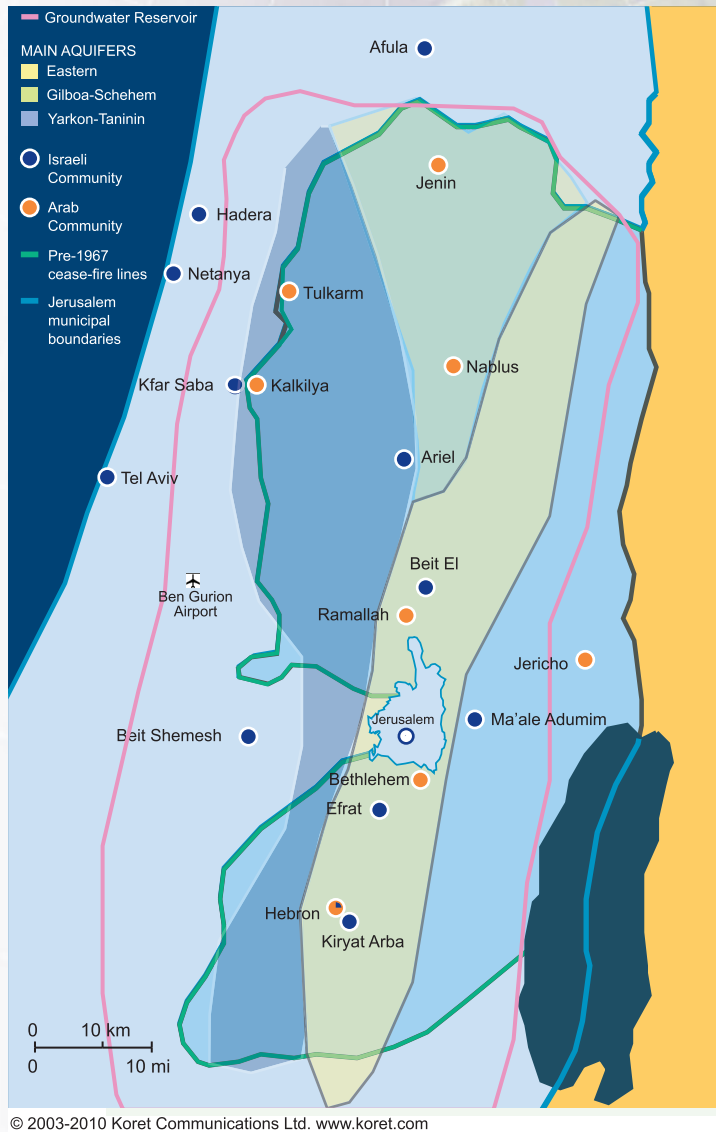 Groundwater Reservoir
MAIN AQUIFERS
Eastern
Gilboa-Schehem
Yarkon-Taninin
Israeli
Community
Arab
Community
Pre-1967
cease-fire lines
Jerusalem
municipal
boundaries
Afula
Jenin
Hadera
Netanya
Tulkarm
Nablus
Kfar Saba
Kalkilya
Ariel
Tel Aviv
Beit El
Ben Gurion
Airport
Ramallah
Jericho
Jerusalem
Ma'ale Adumim
Beit Shemesh
Bethlehem
Efrat
Hebron
Kiryat Arba
0 10 km
0 10 mi
© 2003-2010 Koret Communications Ltd. www.koret.com